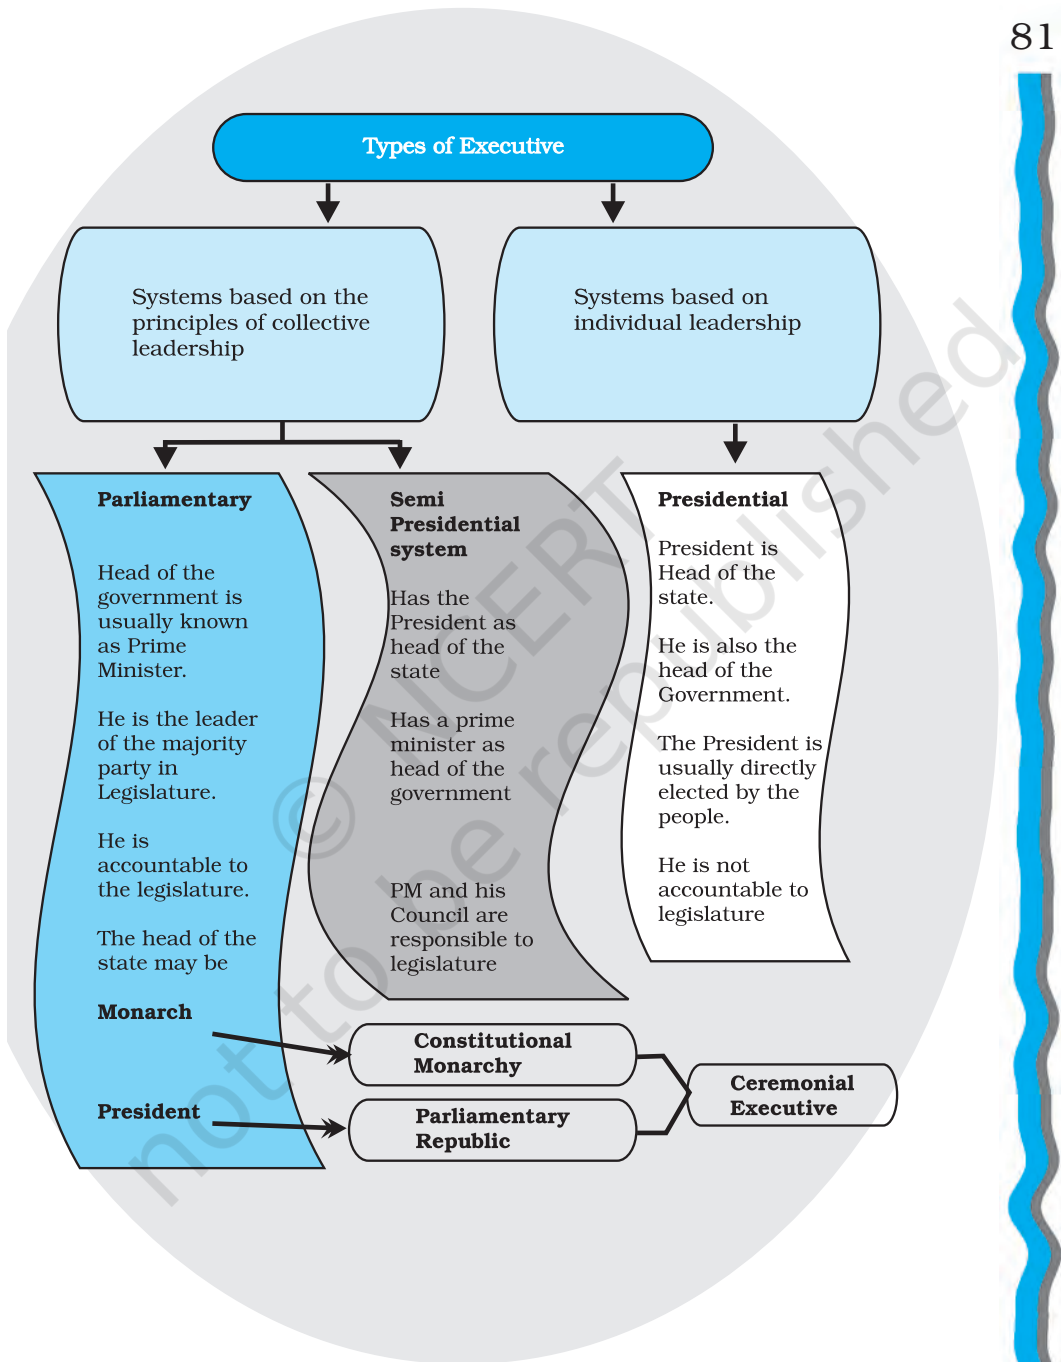 81
Types of Executive
Systems based on the
principles of collective
leadership
Systems based on
individual leadership
Parliamentary
Head of the
government is
usually known
as Prime
Minister.
He is the leader
of the majority
party in
Legislature.
He is
accountable to
the legislature.
The head of the
state may be
Monarch
President
Semi
Presidential
system
Has the
President as
head of the
state
Has a prime
minister as
head of the
government
PM and his
Council are
responsible to
legislature
Presidential
President is
Head of the
state.
He is also the
head of the
Government.
The President is
usually directly
elected by the
people.
He is not
accountable to
legislature
Constitutional
Monarchy
Parliamentary
Republic
Ceremonial
Executive
© NCERT
not to be republished